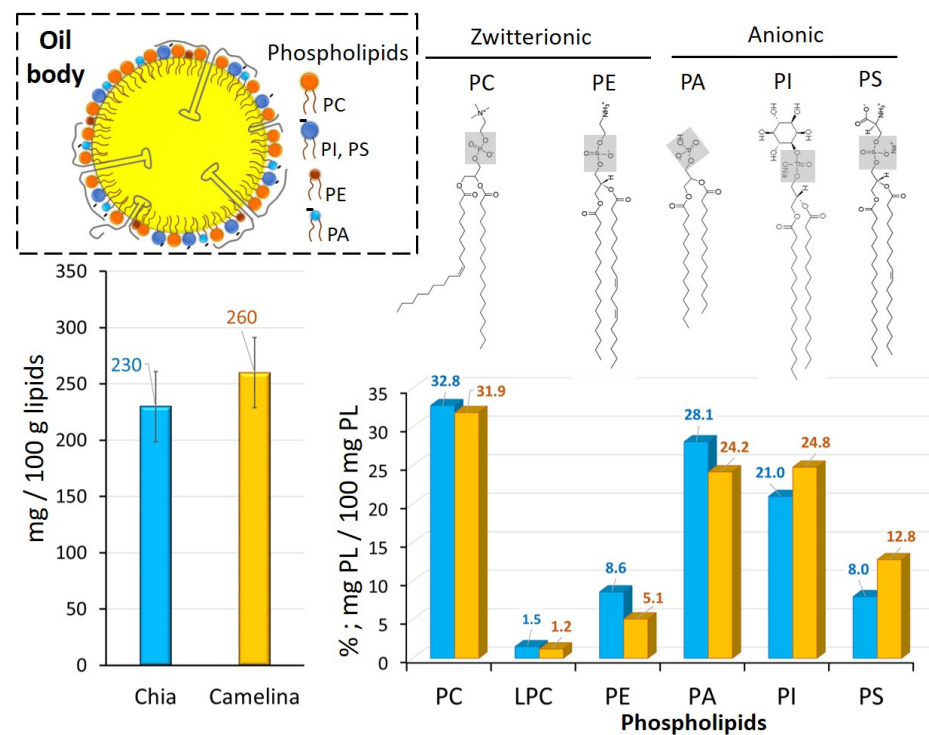 Oil
body
Phospholipids
PC
PI, PS
PE
PA
Zwitterionic
Anionic
PC
PE
PA
PI
PS
350
300
250
200
150
100
50
0
mg / 100 g lipids
230
260
Chia
Camelina
35
30
25
20
15
10
5
0
% ; mg PL / 100 mg PL
32.8
31.9
1.5
1.2
8.6
5.1
28.1
24.2
21.0
24.8
8.0
12.8
PC
LPC
PE
PA
PI
PS
Phospholipids